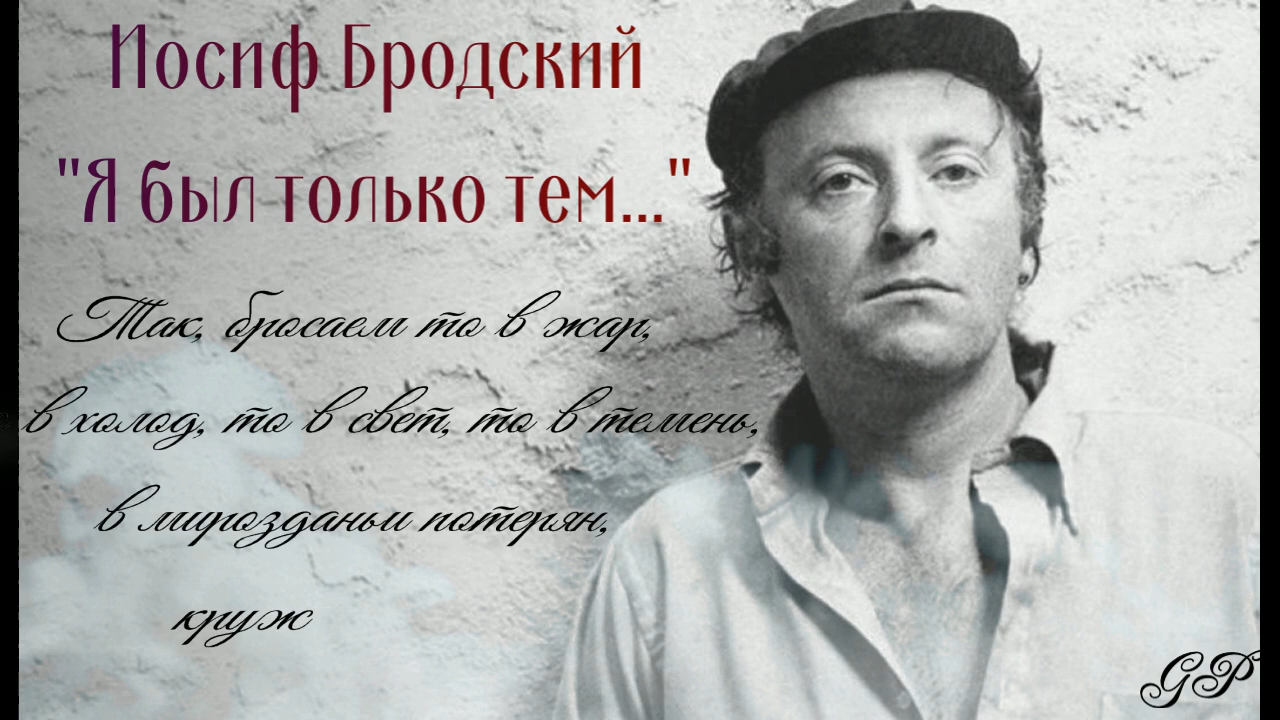 Иосиф Бродский
"Я был только тем..."
Так, бросаем то в жар,
в холод, то в свет, то в темень,
в мирозданьи потерян,
круж
GP